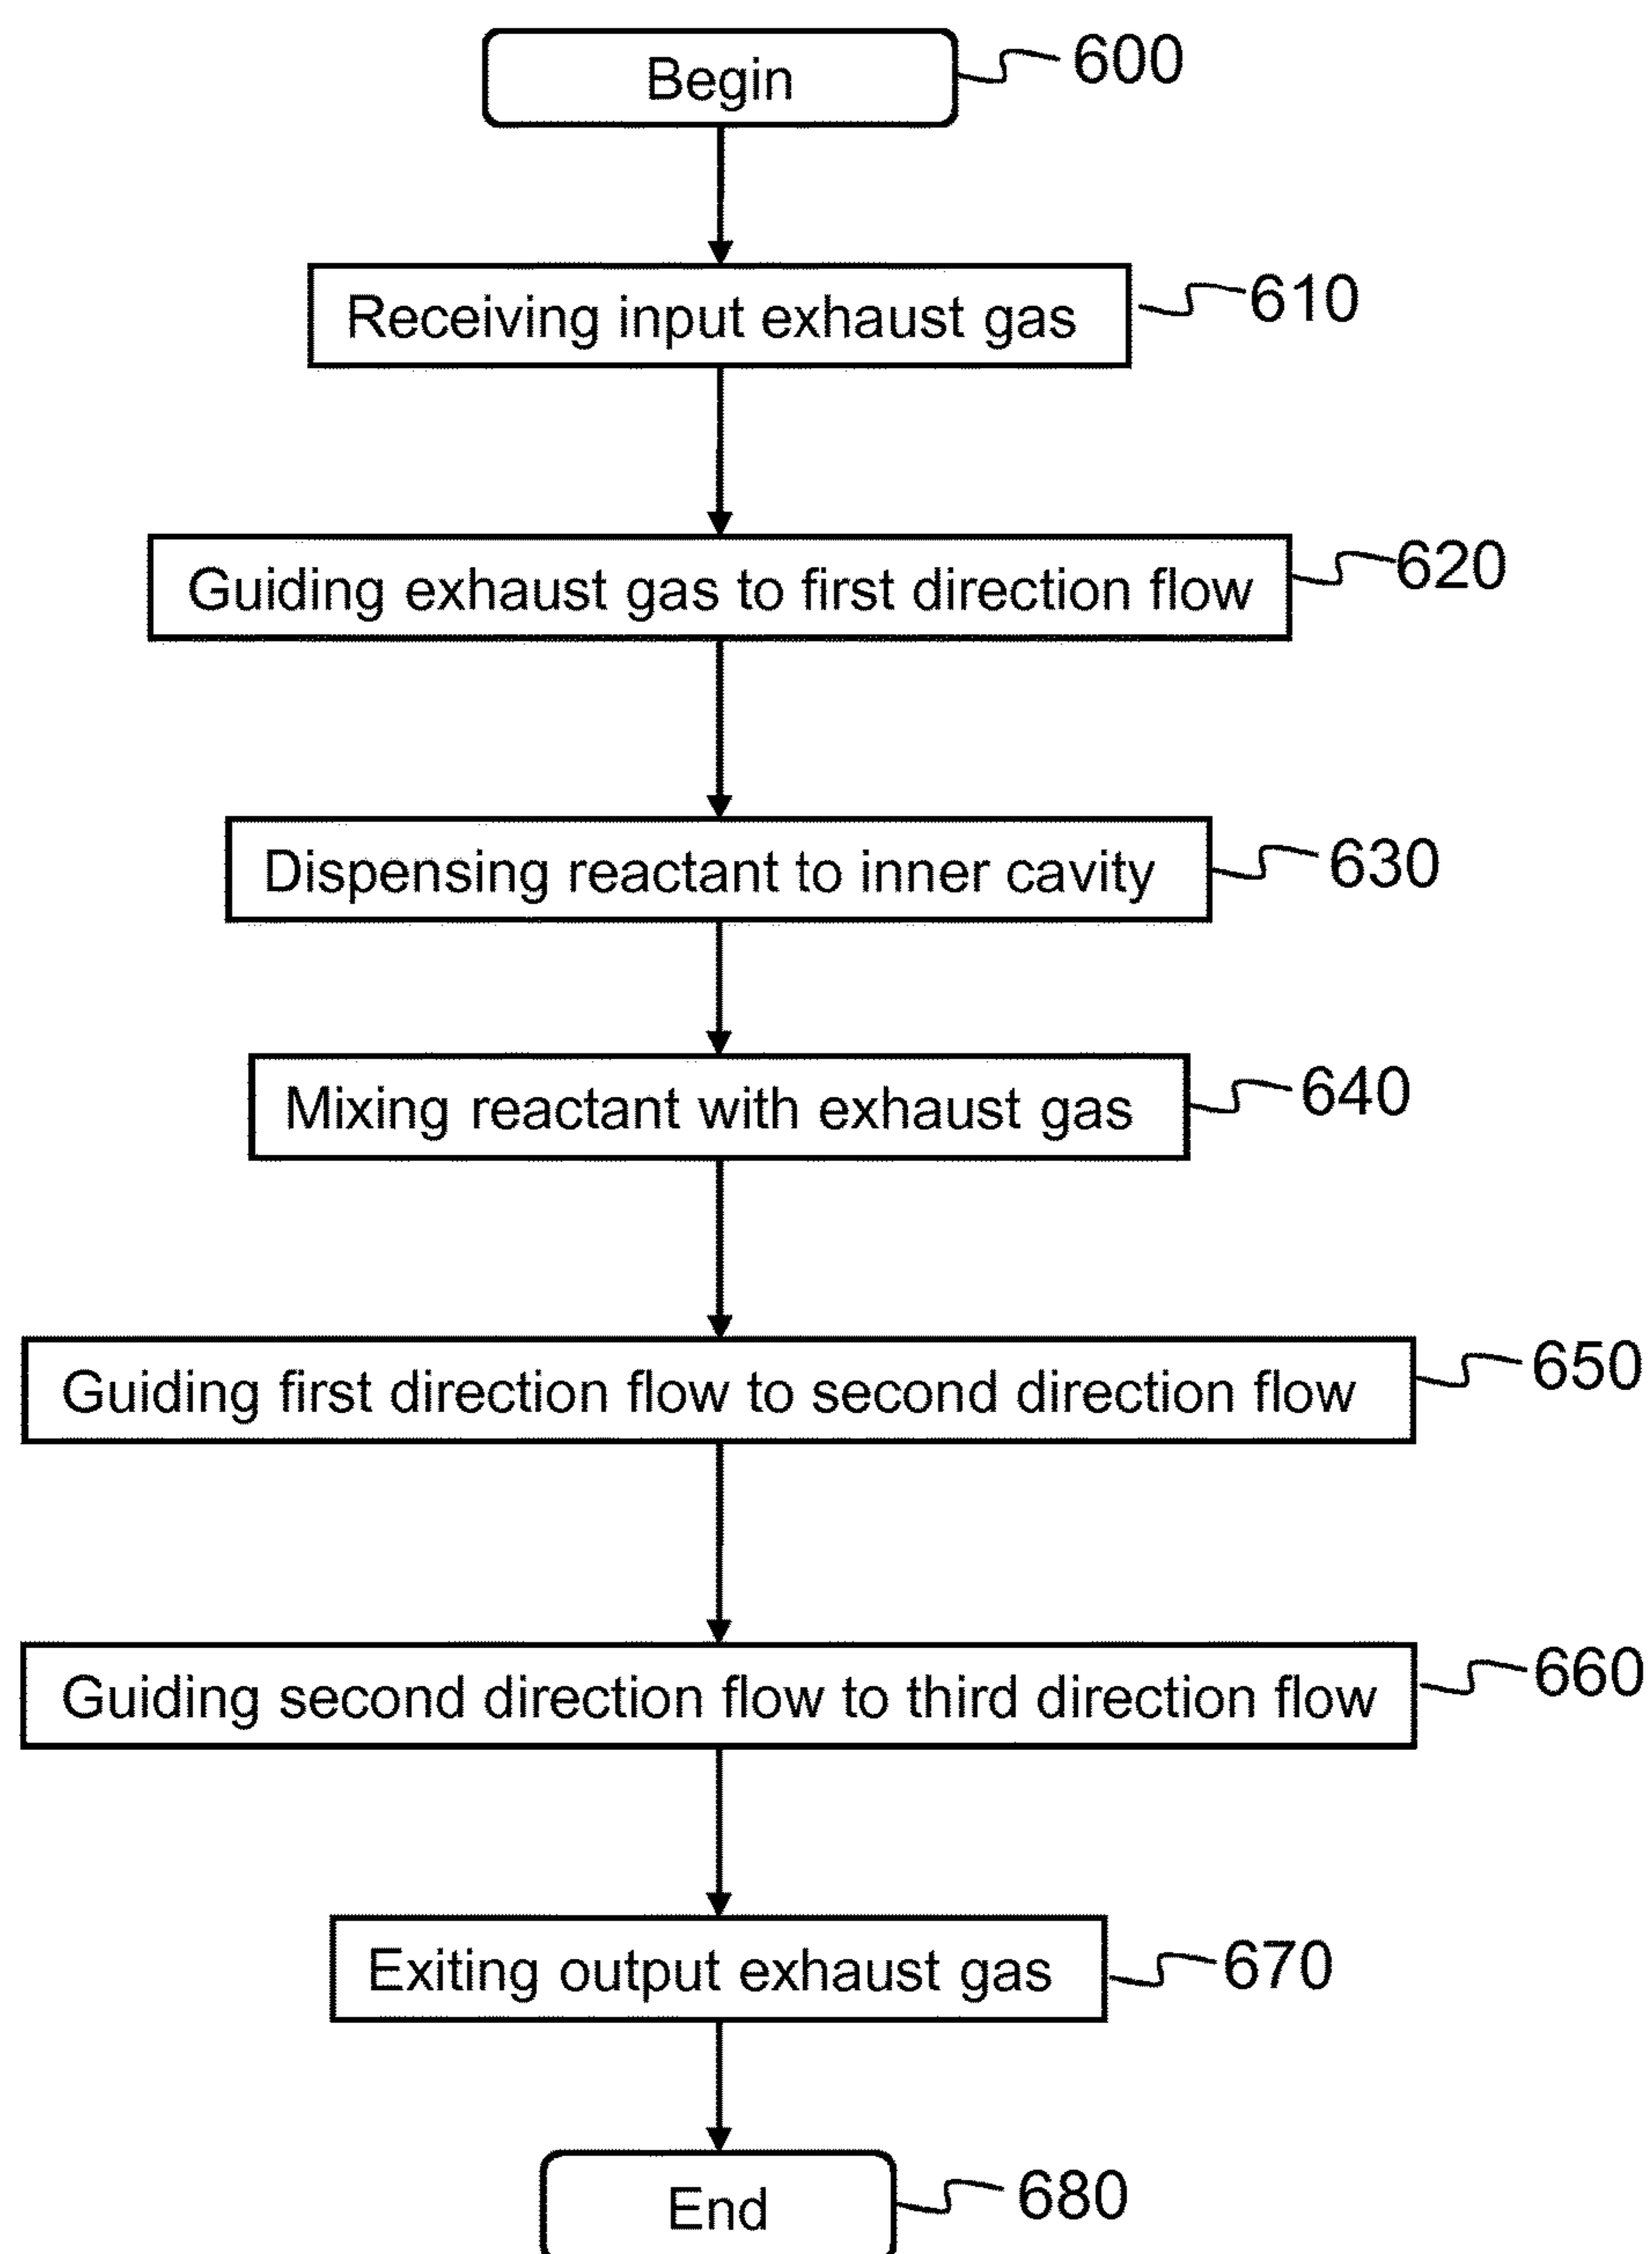 Begin 600
Receiving input exhaust gas 610
Guiding exhaust gas to first direction flow 620
Dispensing reactant to inner cavity 630
Mixing reactant with exhaust gas 640
Guiding first direction flow to second direction flow 650
Guiding second direction flow to third direction flow 660
Exiting output exhaust gas 670
End 680